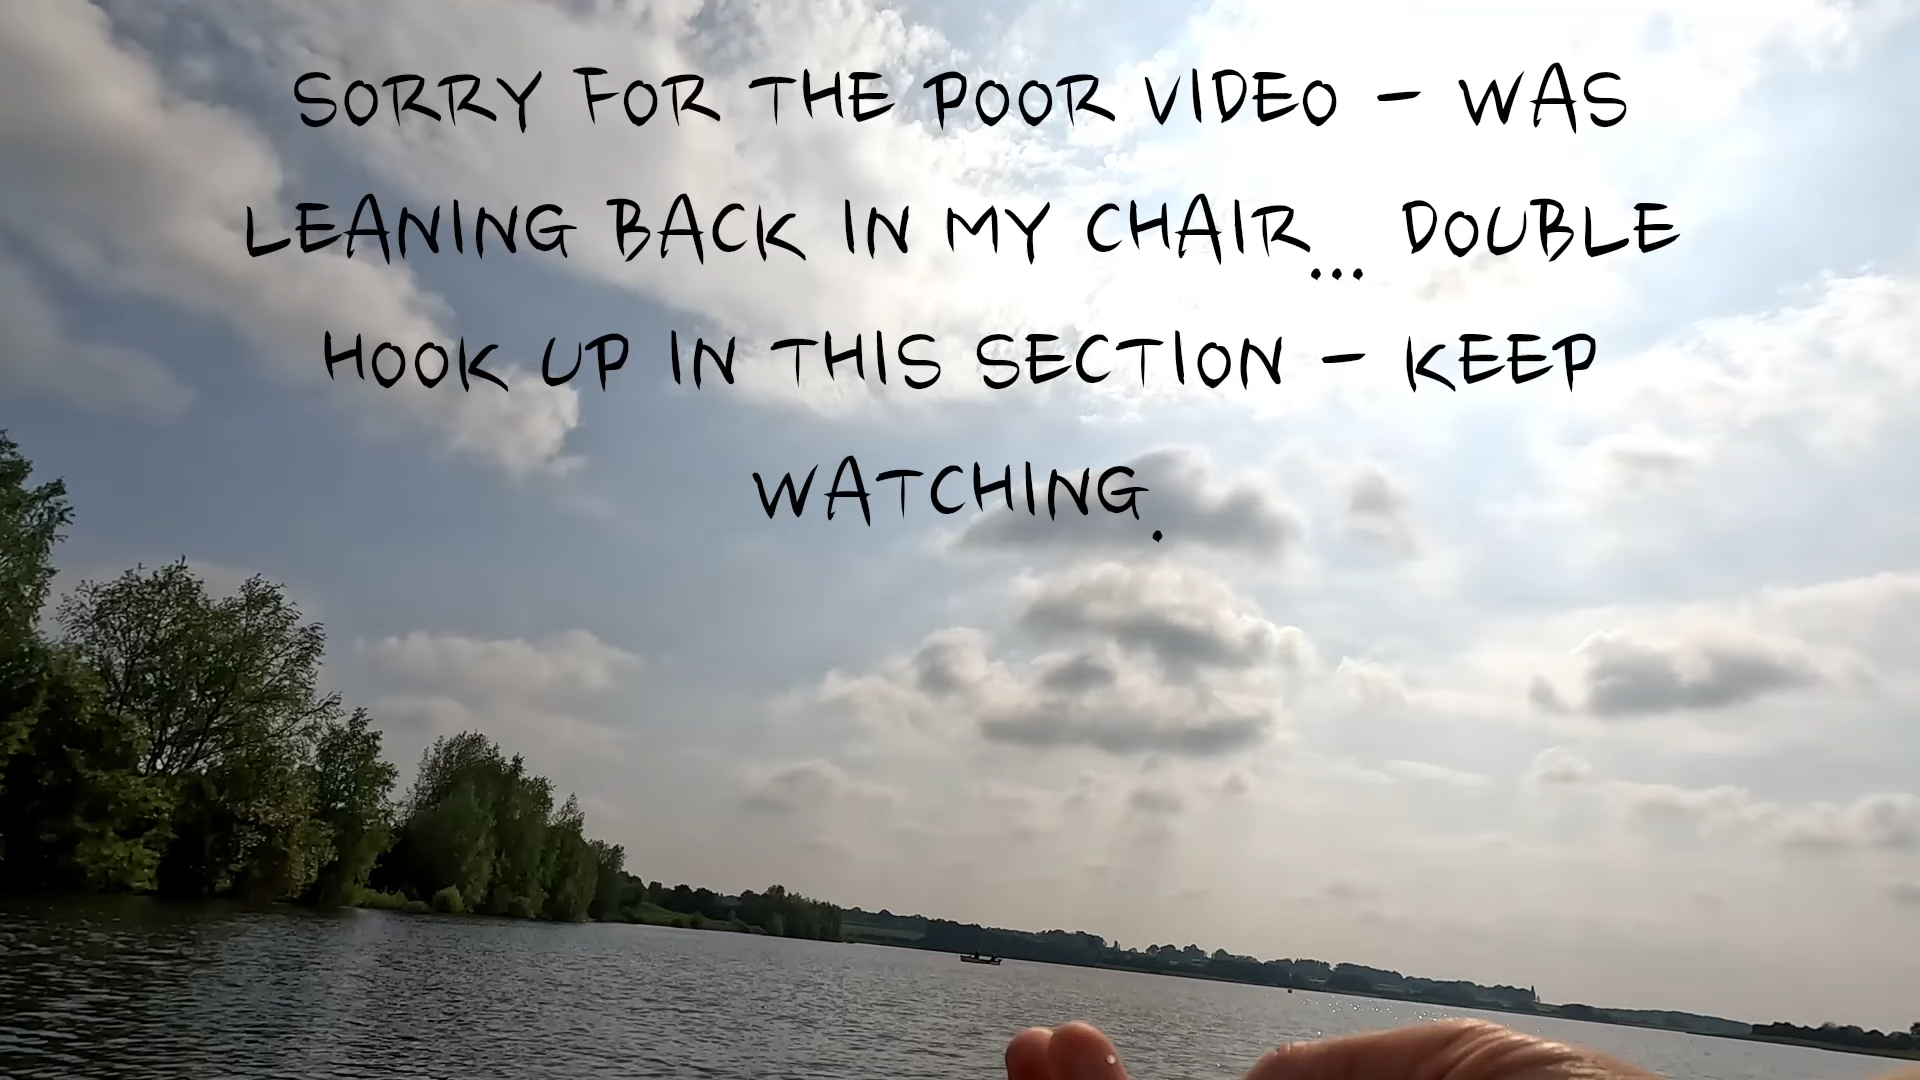 SORRY FOR THE POOR VIDEO - WAS
LEANING BACK IN MY CHAIR... DOUBLE
HOOK UP IN THIS SECTION - KEEP
WATCHING.